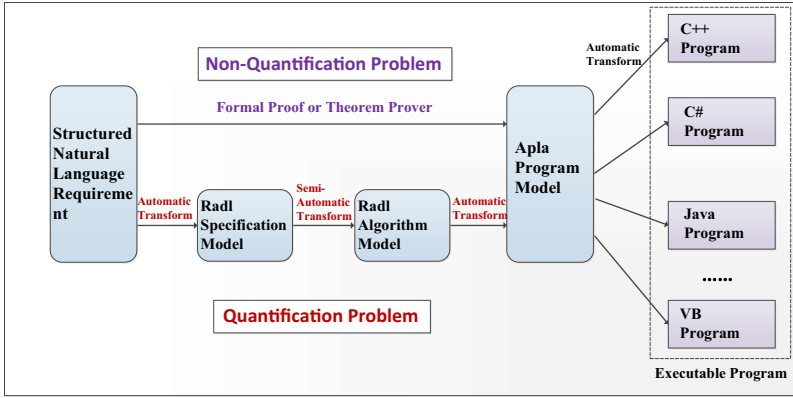 Non-Quantification Problem
Formal Proof or Theorem Prover
Structured
Natural
Language
Requireme
nt
Automatic
Transform
Radl
Specification
Model
Semi-
Automatic
Transform
Radl
Algorithm
Model
Automatic
Transform
Quantification Problem
Apla
Program
Model
Automatic
Transform
C++
Program
C#
Program
Java
Program
......
VB
Program
Executable Program